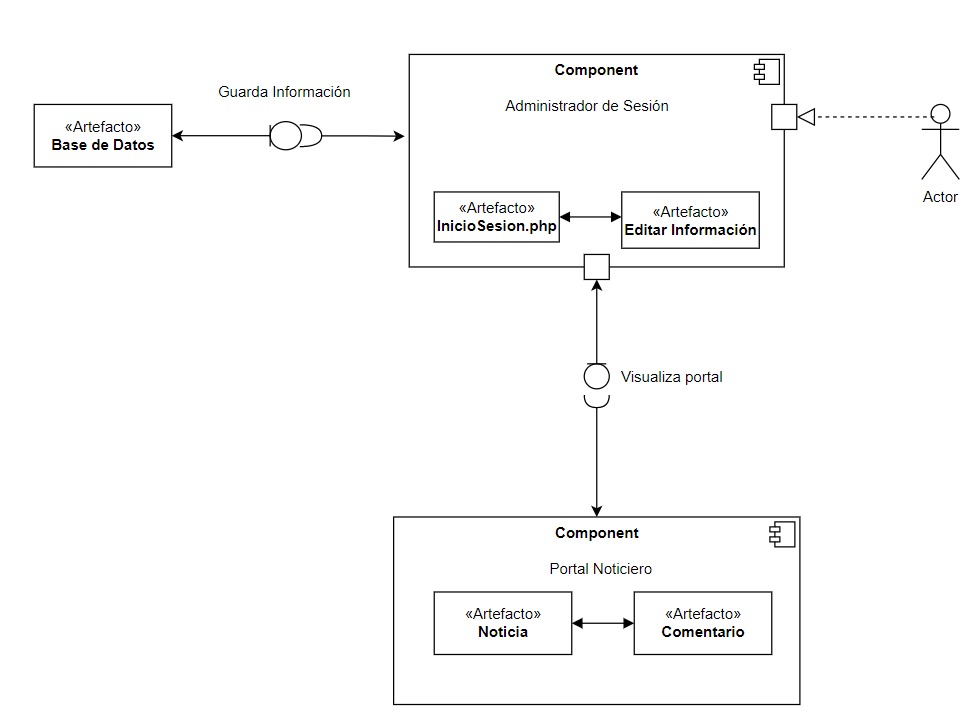 Component
Guarda Información
Administrador de Sesión
«Artefacto»
Base de Datos
Actor
«Artefacto»
InicioSesion.php
«Artefacto»
Editar Información
Visualiza portal
Component
Portal Noticiero
«Artefacto»
Noticia
«Artefacto»
Comentario